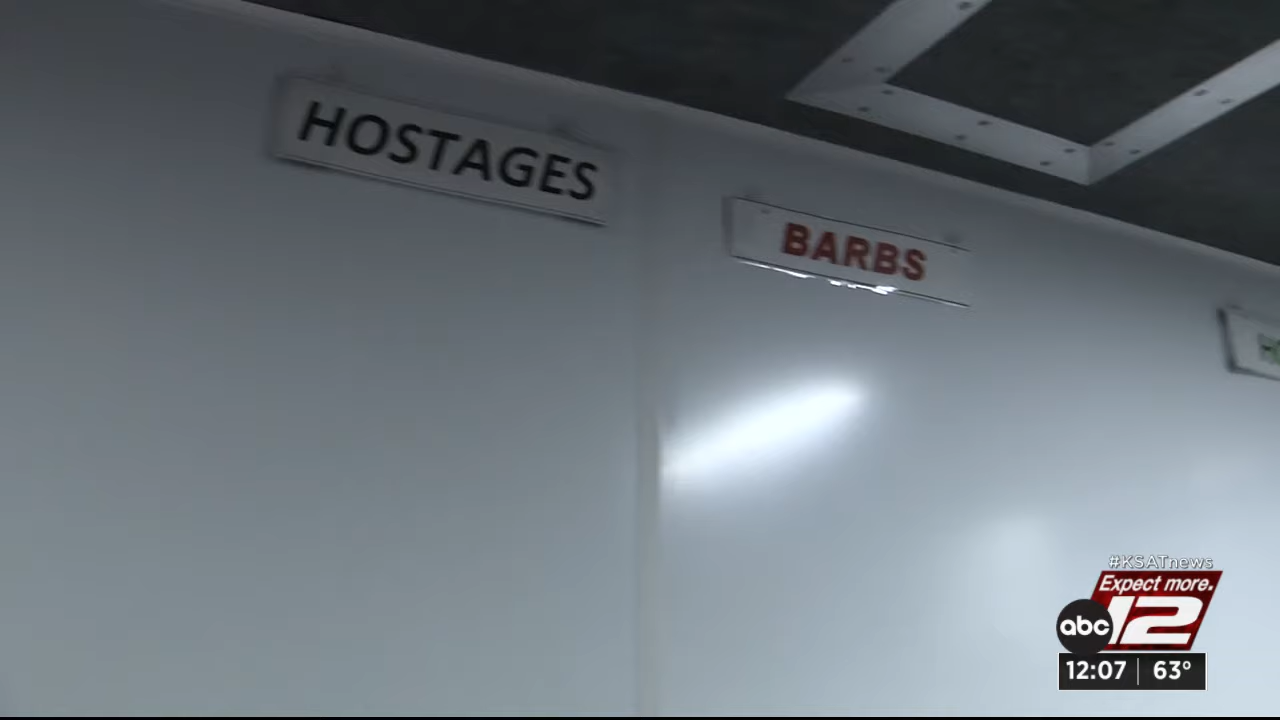 HOSTAGES
BARBS
#KSATnews
Expect more.
abc 12
12:07 | 63°